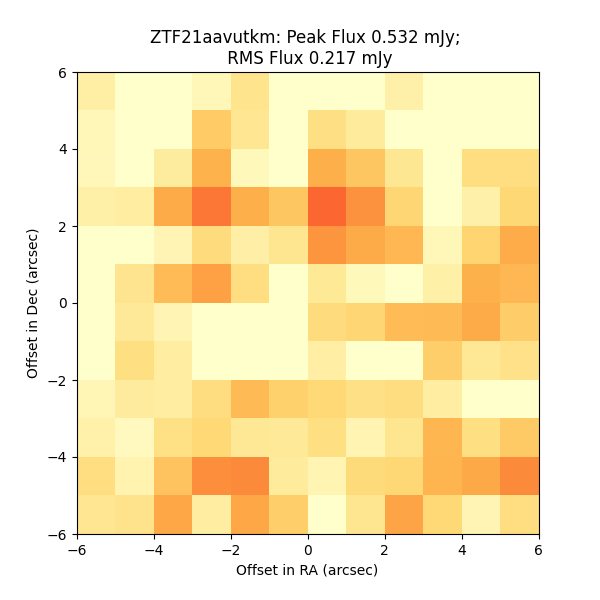 ZTF21aavutkm: Peak Flux 0.532 mJy;
RMS Flux 0.217 mJy
6
4
2
0
−2
−4
−6
Offset in Dec (arcsec)
−6 −4 −2 0 2 4 6
Offset in RA (arcsec)